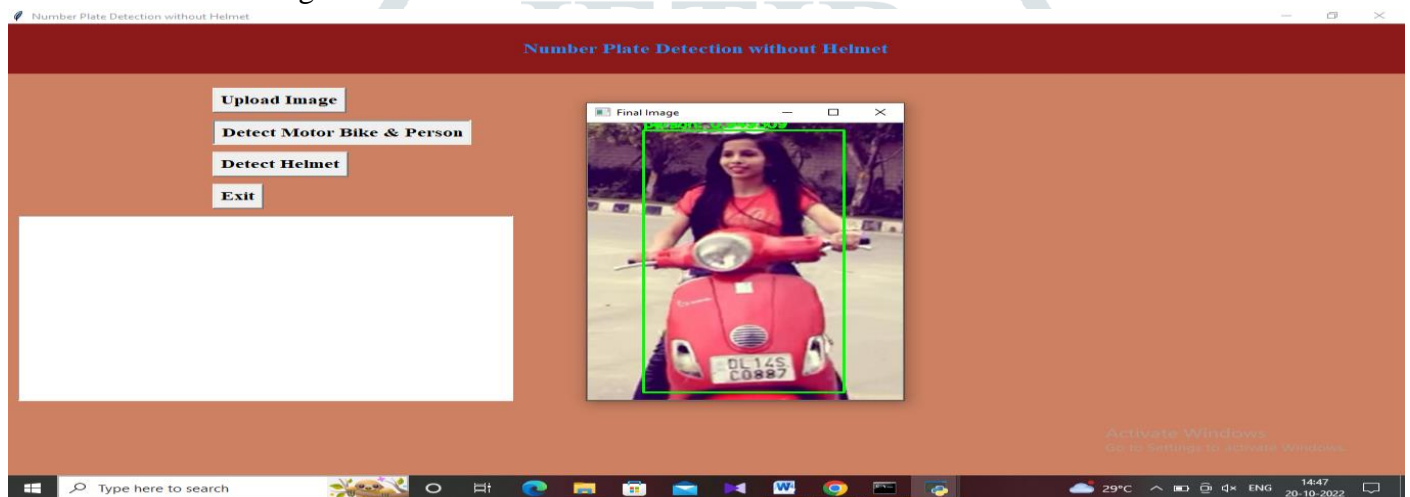 Number Plate Detection without Helmet
Number Plate Detection without Helmet
Upload Image
Detect Motor Bike & Person
Detect Helmet
Exit
Final Image
DL14S
C0887
Activate Windows
Go to Settings to activate Windows.
Type here to search
29°C
ENG
14:47
20-10-2022